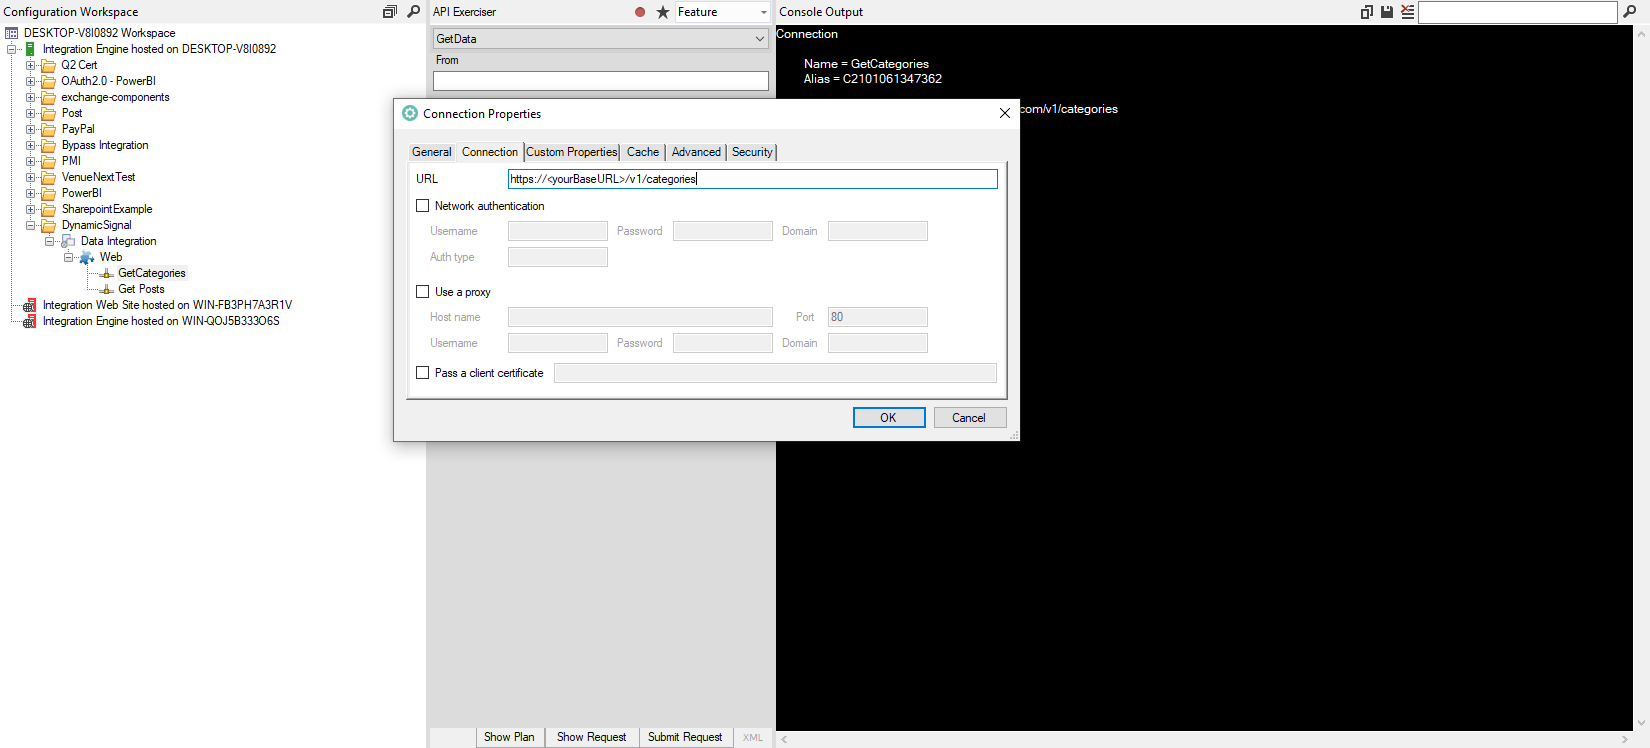 Configuration Workspace
DESKTOP-V8I0892 Workspace
Integration Engine hosted on DESKTOP-V8I0892
Q2 Cert
OAuth2.0 - PowerBI
exchange-components
Post
PayPal
Bypass Integration
PMI
VenueNextTest
PowerBI
SharepointExample
DynamicSignal
Data Integration
Web
GetCategories
Get Posts
Integration Web Site hosted on WIN-FB3PH7A3R1V
Integration Engine hosted on WIN-QOJ5B333O6S
API Exerciser
Feature
GetData
From
Show Plan
Show Request
Submit Request
XML
Console Output
Connection
Name = GetCategories
Alias = C2101061347362
com/v1/categories
Connection Properties
General
Connection
Custom Properties
Cache
Advanced
Security
URL https://<yourBaseURL>/v1/categories
Network authentication
Username Password Domain
Auth type
Use a proxy
Host name Port 80
Username Password Domain
Pass a client certificate
OK Cancel